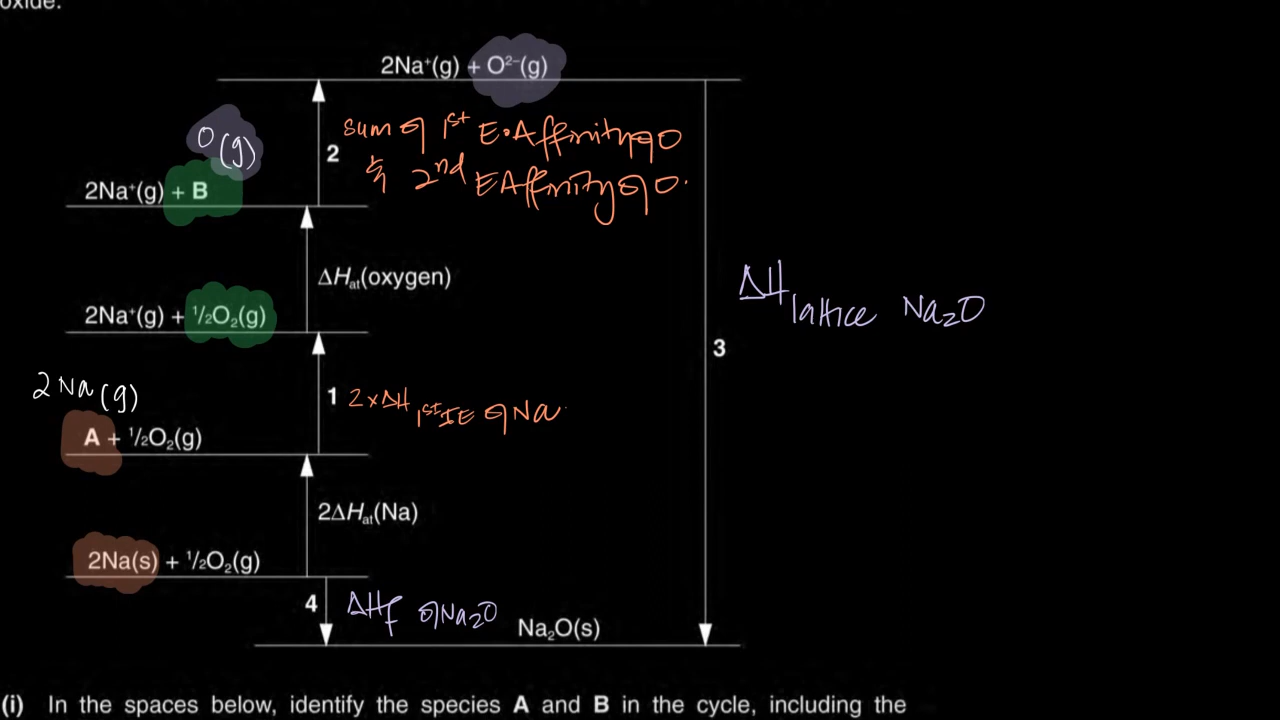 oxide.
2Na⁺(g) + O²⁻(g)
O(g)
2
sum of 1st E.Affinity of O
& 2nd E Affinity of O.
2Na⁺(g) + B
ΔHat(oxygen)
ΔH lattice Na₂O
2Na⁺(g) + ½O₂(g)
3
2Na(g)
1 2xΔH 1st IE of Na
A + ½O₂(g)
2ΔHat(Na)
2Na(s) + ½O₂(g)
4 ΔHf of Na₂O
Na₂O(s)
(i) In the spaces below, identify the species A and B in the cycle, including the